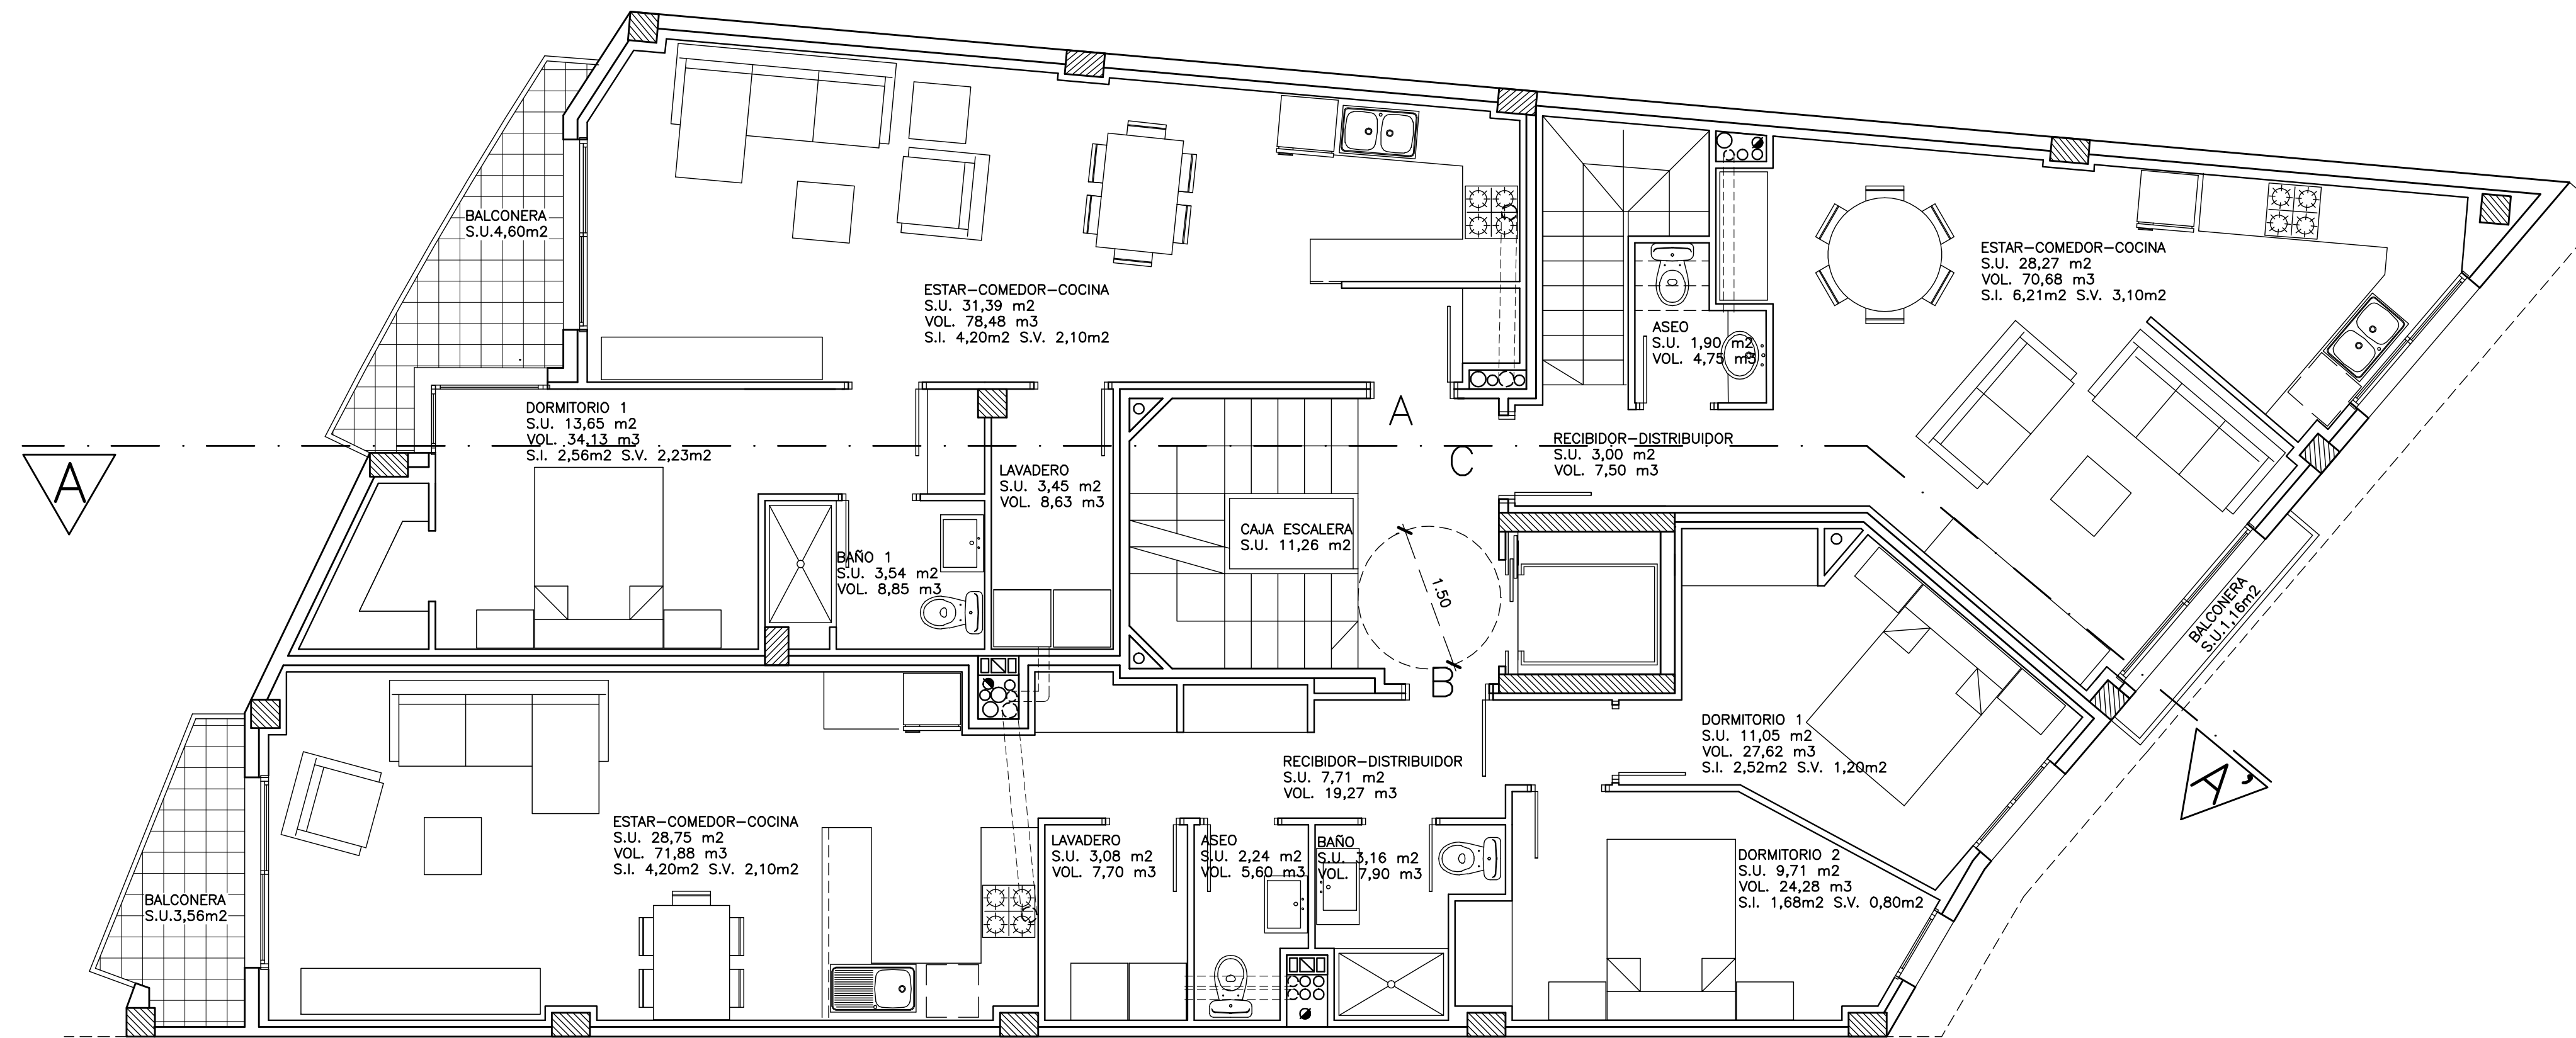 BALCONERA
S.U.4,60m2
ESTAR-COMEDOR-COCINA
S.U. 31,39 m2
VOL. 78,48 m3
S.I. 4,20m2 S.V. 2,10m2
ESTAR-COMEDOR-COCINA
S.U. 28,27 m2
VOL. 70,68 m3
S.I. 6,21m2 S.V. 3,10m2
ASEO
S.U. 1,90 m2
VOL. 4,75 m3
DORMITORIO 1
S.U. 13,65 m2
VOL. 34,13 m3
S.I. 2,56m2 S.V. 2,23m2
A
LAVADERO
S.U. 3,45 m2
VOL. 8,63 m3
A
C
RECIBIDOR-DISTRIBUIDOR
S.U. 3,00 m2
VOL. 7,50 m3
BAÑO 1
S.U. 3,54 m2
VOL. 8,85 m3
CAJA ESCALERA
S.U. 11,26 m2
1.50
B
BALCONERA
S.U.1,16m2
DORMITORIO 1
S.U. 11,05 m2
VOL. 27,62 m3
S.I. 2,52m2 S.V. 1,20m2
A'
RECIBIDOR-DISTRIBUIDOR
S.U. 7,71 m2
VOL. 19,27 m3
ESTAR-COMEDOR-COCINA
S.U. 28,75 m2
VOL. 71,88 m3
S.I. 4,20m2 S.V. 2,10m2
BALCONERA
S.U.3,56m2
LAVADERO
S.U. 3,08 m2
VOL. 7,70 m3
ASEO
S.U. 2,24 m2
VOL. 5,60 m3
BAÑO
S.U. 3,16 m2
VOL. 7,90 m3
DORMITORIO 2
S.U. 9,71 m2
VOL. 24,28 m3
S.I. 1,68m2 S.V. 0,80m2